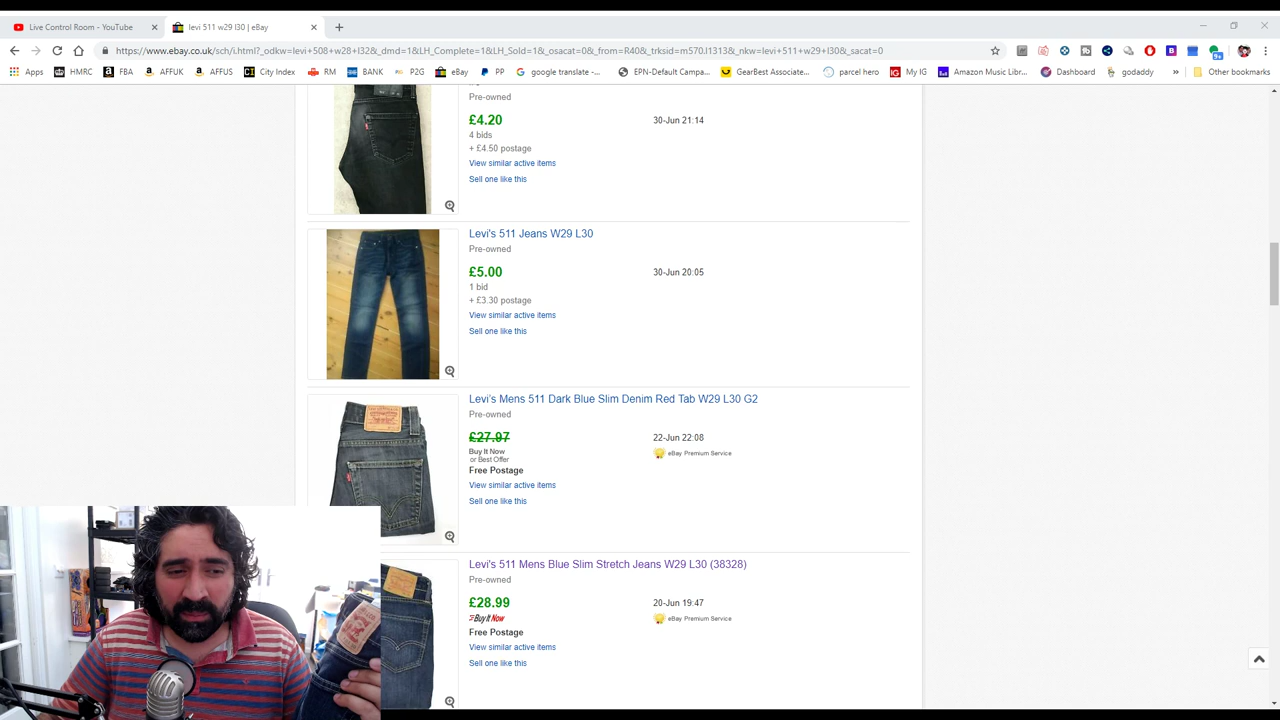 Live Control Room - YouTube
levi 511 w29 l30 | eBay
https://www.ebay.co.uk/sch/i.html?_odkw=levi+508+w28+l32&_dmd=1&LH_Complete=1&LH_Sold=1&_osacat=0&_from=R40&_trksid=m570.l1313&_nkw=levi+511+w29+l30&_sacat=0
Apps HMRC FBA AFFUK AFFUS City Index RM BANK P2G eBay PP google translate -... EPN-Default Campa... GearBest Associate... parcel hero My IG Amazon Music Libr... Dashboard godaddy » Other bookmarks
Pre-owned
£4.20 30-Jun 21:14
4 bids
+ £4.50 postage
View similar active items
Sell one like this
Levi's 511 Jeans W29 L30
Pre-owned
£5.00 30-Jun 20:05
1 bid
+ £3.30 postage
View similar active items
Sell one like this
Levi's Mens 511 Dark Blue Slim Denim Red Tab W29 L30 G2
Pre-owned
£27.97 22-Jun 22:08
Buy It Now eBay Premium Service
or Best Offer
Free Postage
View similar active items
Sell one like this
Levi's 511 Mens Blue Slim Stretch Jeans W29 L30 (38328)
Pre-owned
£28.99 20-Jun 19:47
Buy It Now eBay Premium Service
Free Postage
View similar active items
Sell one like this